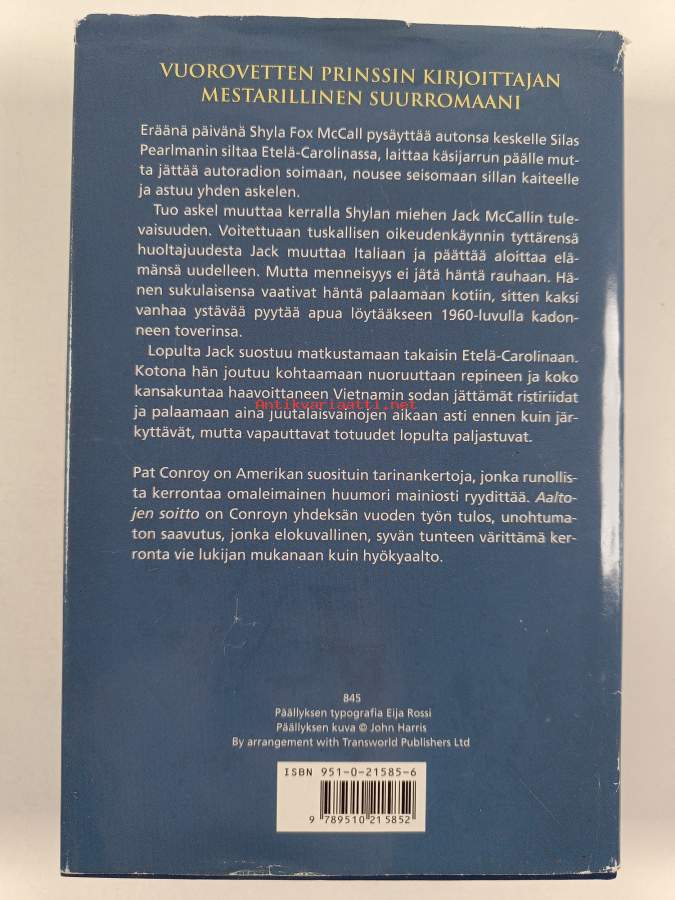 VUOROVETTEN PRINSSIN KIRJOITTAJAN
MESTARILLINEN SUURROMAANI
Eräänä päivänä Shyla Fox McCall pysäyttää autonsa keskelle Silas
Pearlmanin siltaa Etelä-Carolinassa, laittaa käsijarrun päälle mut-
ta jättää autoradion soimaan, nousee seisomaan sillan kaiteelle
ja astuu yhden askelen.
Tuo askel muuttaa kerralla Shylan miehen Jack McCallin tule-
vaisuuden. Voitettuaan tuskallisen oikeudenkäynnin tyttärensä
huoltajuudesta Jack muuttaa Italiaan ja päättää aloittaa elä-
mänsä uudelleen. Mutta menneisyys ei jätä häntä rauhaan. Hä-
nen sukulaisensa vaativat häntä palaamaan kotiin, sitten kaksi
vanhaa ystävää pyytää apua löytääkseen 1960-luvulla kadon-
neen toverinsa.
Lopulta Jack suostuu matkustamaan takaisin Etelä-Carolinaan.
Kotona hän joutuu kohtaamaan nuoruuttaan repineen ja koko
kansakuntaa haavoittaneen Vietnamin sodan jättämät ristiriidat
ja palaamaan aina juutalaisvainojen aikaan asti ennen kuin jär-
kyttävät, mutta vapauttavat totuudet lopulta paljastuvat.
Antikvariaatti.net
Pat Conroy on Amerikan suosituin tarinankertoja, jonka runollis-
ta kerrontaa omaleimainen huumori mainiosti ryydittää. Aalto-
jen soitto on Conroyn yhdeksän vuoden työn tulos, unohtuma-
ton saavutus, jonka elokuvallinen, syvän tunteen värittämä ker-
ronta vie lukijan mukanaan kuin hyökyaalto.
845
Päällyksen typografia Eija Rossi
Päällyksen kuva © John Harris
By arrangement with Transworld Publishers Ltd
ISBN 951-0-21585-6
9 789510 215852